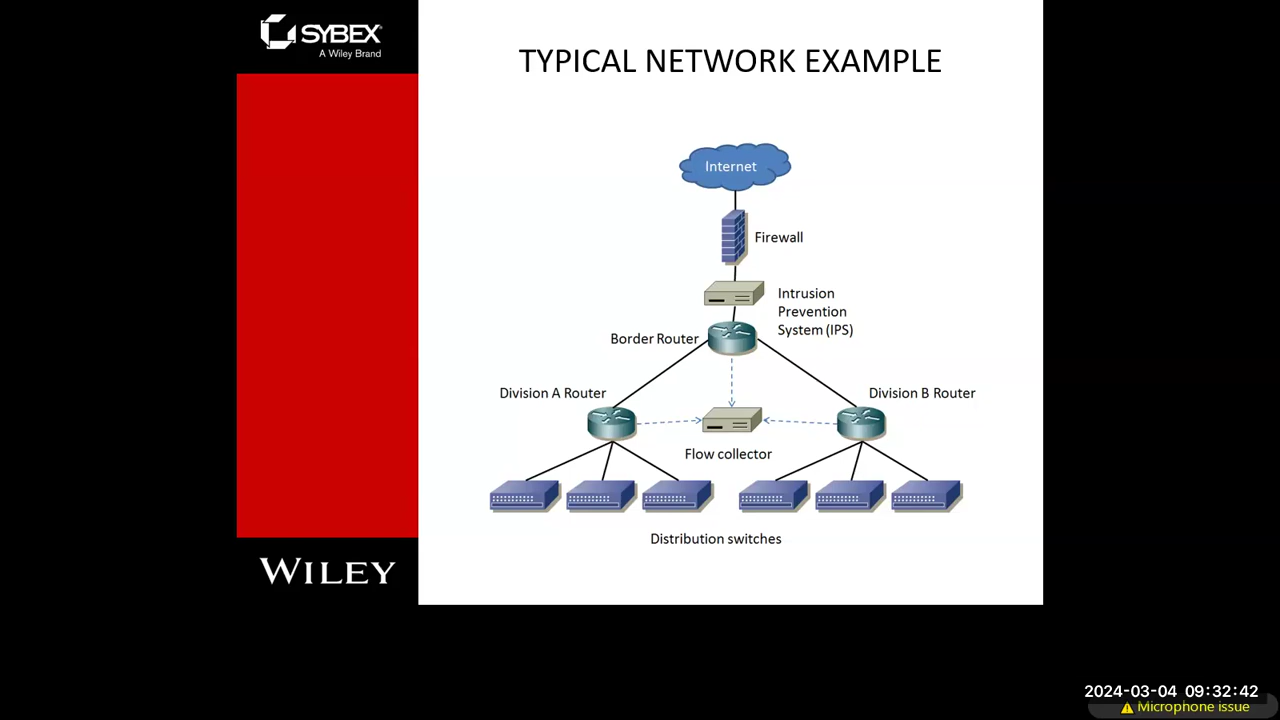 SYBEX
A Wiley Brand
TYPICAL NETWORK EXAMPLE
Internet
Firewall
Intrusion
Prevention
System (IPS)
Border Router
Division A Router
Division B Router
Flow collector
Distribution switches
WILEY
2024-03-04 09:32:42
Microphone issue